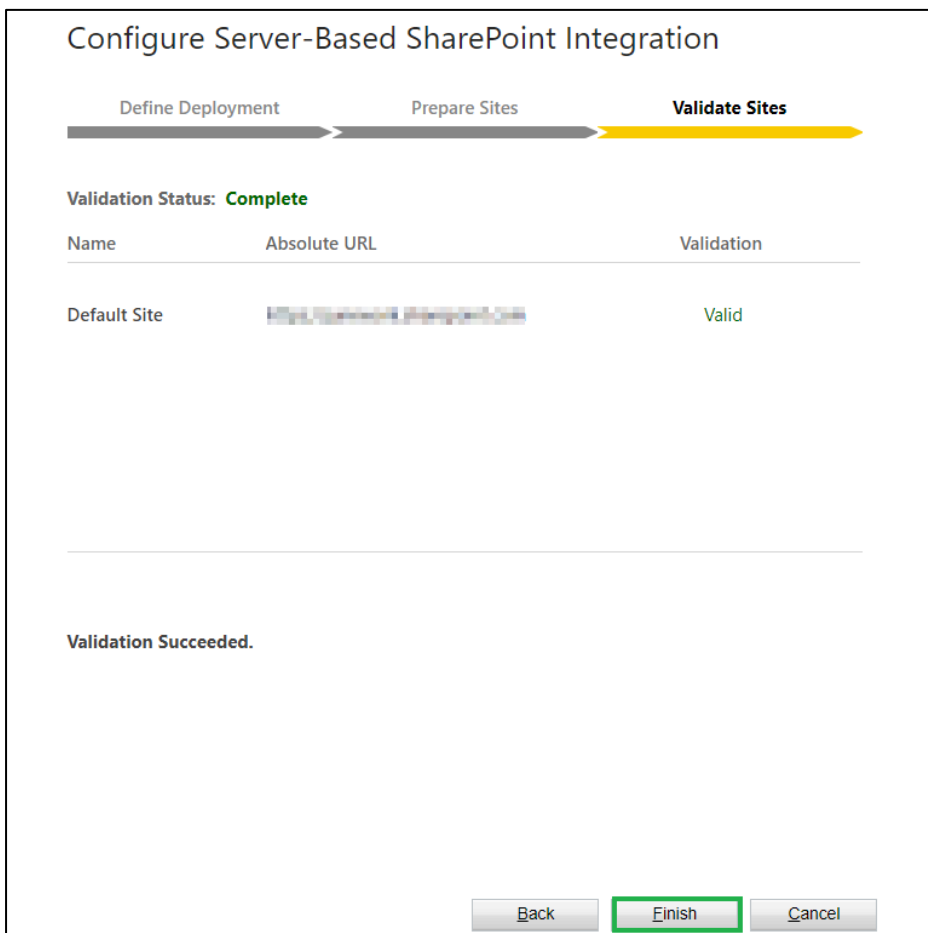 Configure Server-Based SharePoint Integration
Define Deployment Prepare Sites Validate Sites
Validation Status: Complete
Name Absolute URL Validation
Default Site Valid
Validation Succeeded.
Back Finish Cancel